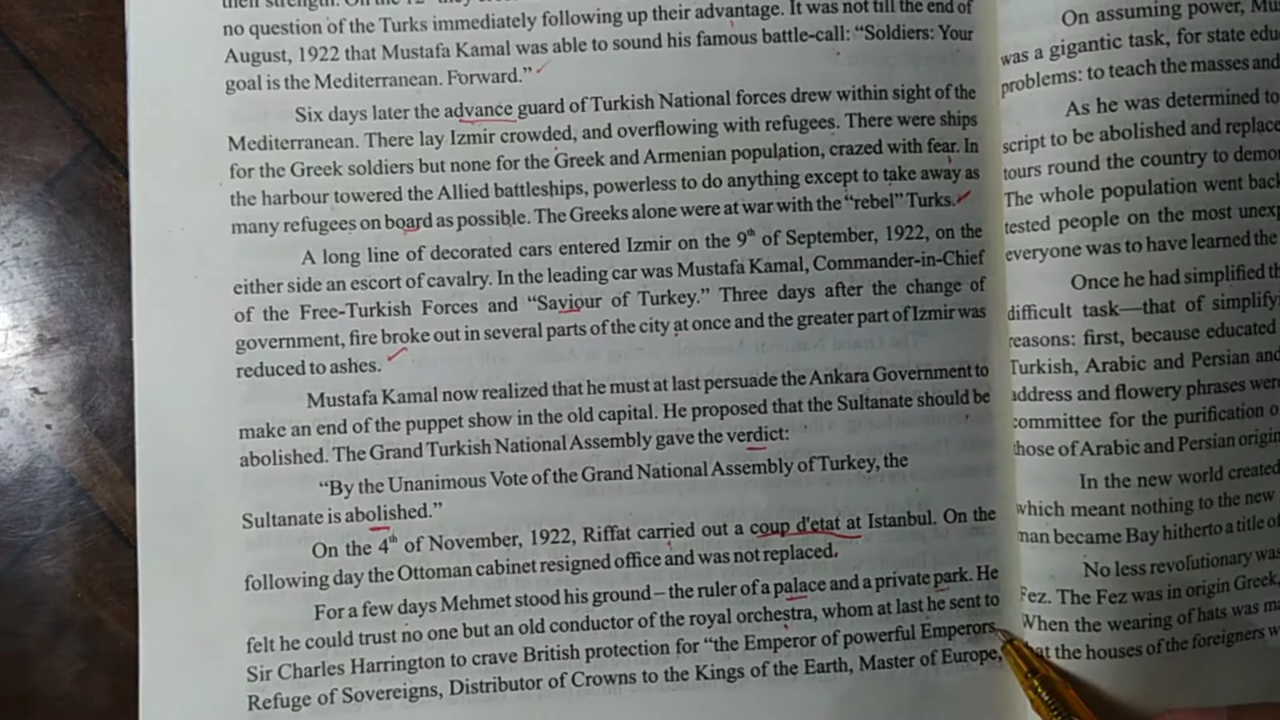 their strength. On the 12
no question of the Turks immediately following up their advantage. It was not till the end of
August, 1922 that Mustafa Kamal was able to sound his famous battle-call: “Soldiers: Your
goal is the Mediterranean. Forward.”
Six days later the advance guard of Turkish National forces drew within sight of the
Mediterranean. There lay Izmir crowded, and overflowing with refugees. There were ships
for the Greek soldiers but none for the Greek and Armenian population, crazed with fear. In
the harbour towered the Allied battleships, powerless to do anything except to take away as
many refugees on board as possible. The Greeks alone were at war with the “rebel” Turks.
A long line of decorated cars entered Izmir on the 9th of September, 1922, on the
either side an escort of cavalry. In the leading car was Mustafa Kamal, Commander-in-Chief
of the Free-Turkish Forces and “Saviour of Turkey.” Three days after the change of
government, fire broke out in several parts of the city at once and the greater part of Izmir was
reduced to ashes.
Mustafa Kamal now realized that he must at last persuade the Ankara Government to
make an end of the puppet show in the old capital. He proposed that the Sultanate should be
abolished. The Grand Turkish National Assembly gave the verdict:
“By the Unanimous Vote of the Grand National Assembly of Turkey, the
Sultanate is abolished.”
On the 4th of November, 1922, Riffat carried out a coup d'etat at Istanbul. On the
following day the Ottoman cabinet resigned office and was not replaced.
For a few days Mehmet stood his ground – the ruler of a palace and a private park. He
felt he could trust no one but an old conductor of the royal orchestra, whom at last he sent to
Sir Charles Harrington to crave British protection for “the Emperor of powerful Emperors,
Refuge of Sovereigns, Distributor of Crowns to the Kings of the Earth, Master of Europe,
On assuming power,
was a gigantic task, for state
problems: to teach the masses and
As he was determined to
script to be abolished and
tours round the country to
The whole population went
tested people on the most
everyone was to have learned the
Once he had simplified
difficult task—that of
reasons: first, because educated
Turkish, Arabic and Persian
address and flowery phrases
committee for the purification
those of Arabic and Persian
In the new world created
which meant nothing to the new
man became Bay hitherto a title
No less revolutionary
Fez. The Fez was in origin Greek
When the wearing of hats was
at the houses of the foreigners